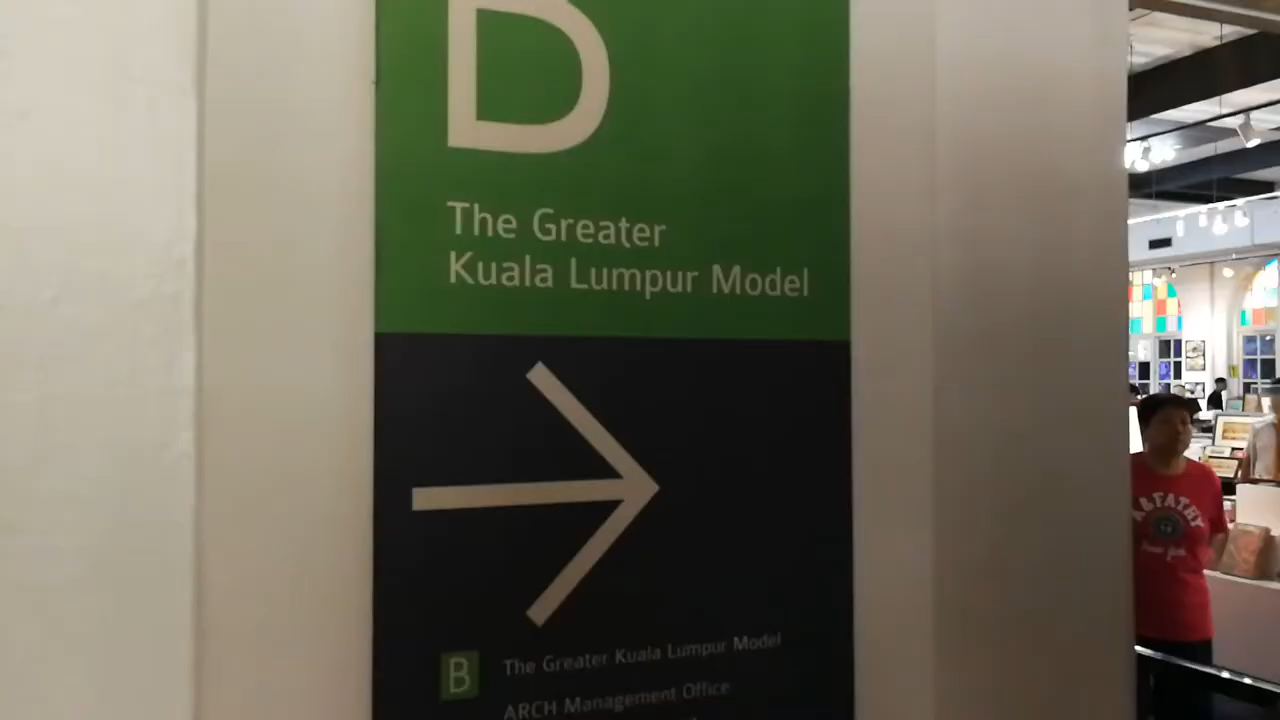 B
The Greater
Kuala Lumpur Model
B The Greater Kuala Lumpur Model
ARCH Management Office